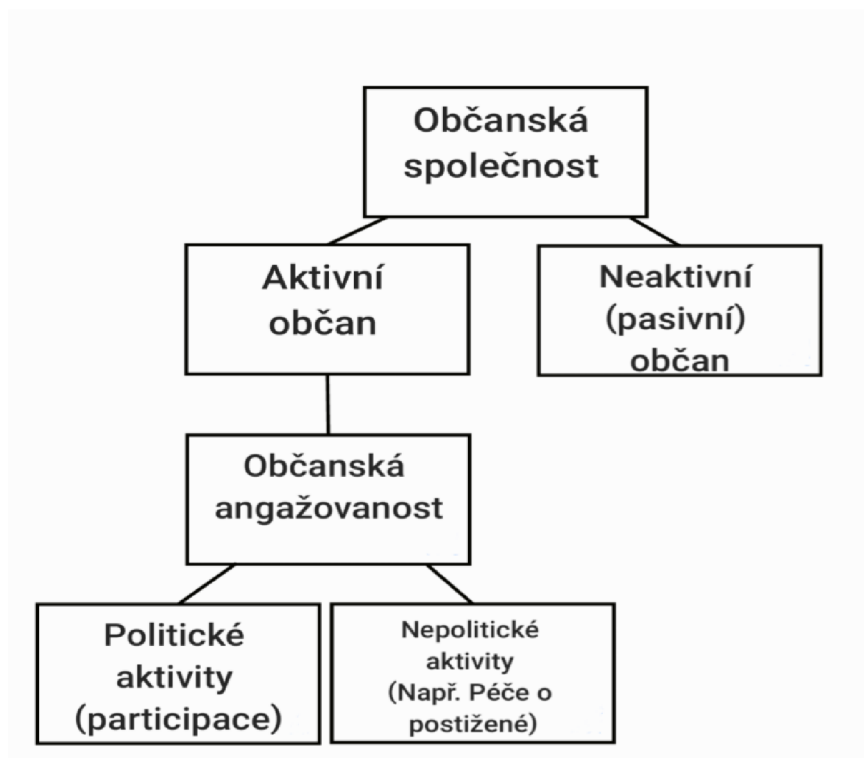 Občanská
společnost
Aktivní
občan
Neaktivní
(pasivní)
občan
Občanská
angažovanost
Politické
aktivity
(participace)
Nepolitické
aktivity
(Např. Péče o
postižené)